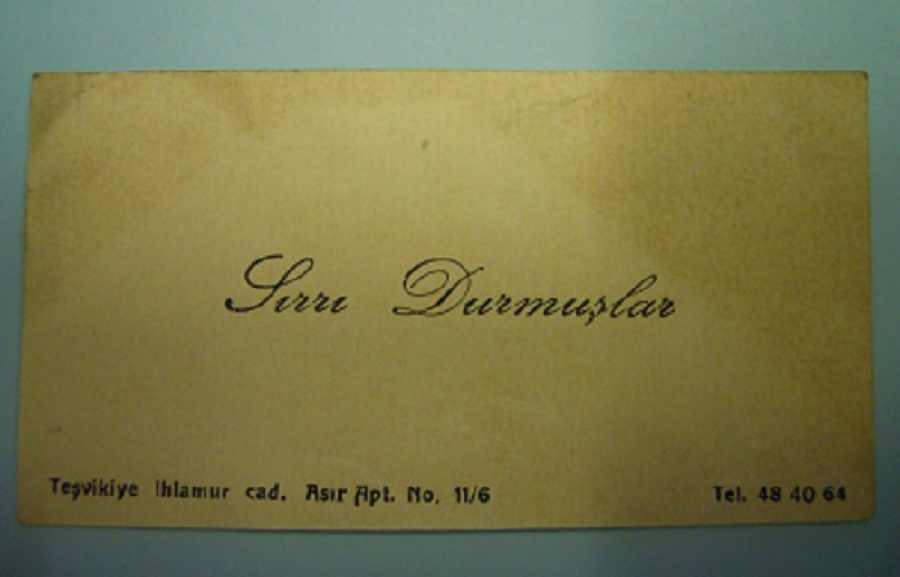 Sırrı Durmuşlar
Teşvikiye Ihlamur cad. Asır Apt. No. 11/6 Tel. 48 40 64